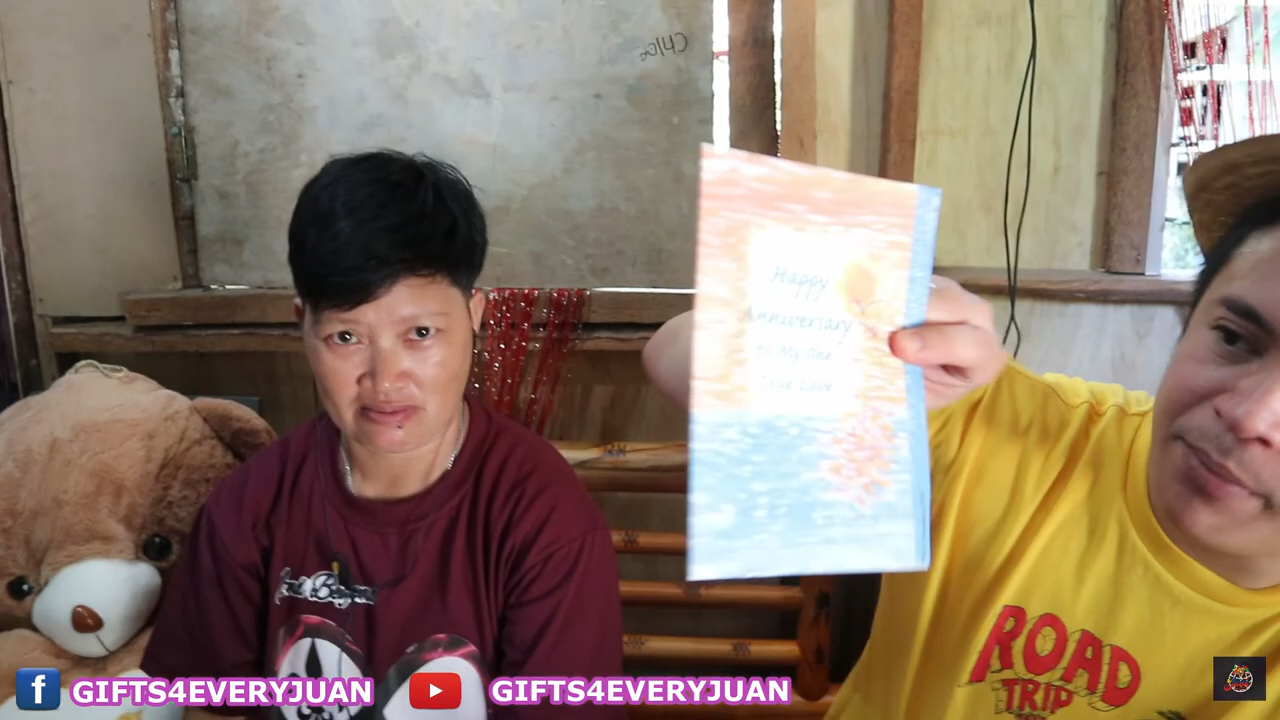 Chloe
Happy
Anniversary
to My One
True Love
ROAD
TRIP
GIFTS4EVERYJUAN
GIFTS4EVERYJUAN